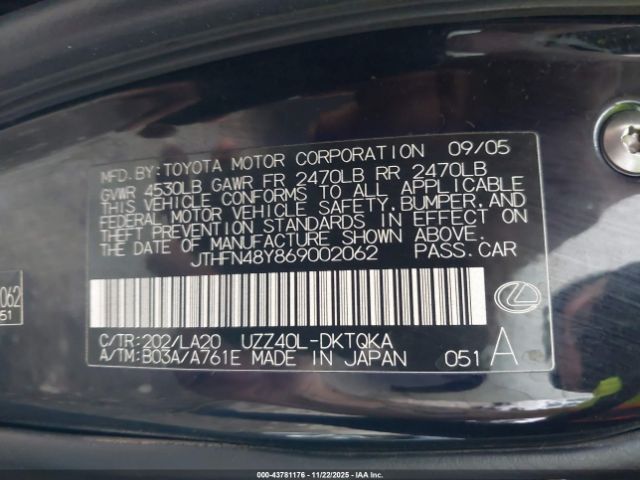 MFD. BY: TOYOTA MOTOR CORPORATION 09/05
GVWR 4530LB GAWR FR 2470LB RR 2470LB
THIS VEHICLE CONFORMS TO ALL APPLICABLE
FEDERAL MOTOR VEHICLE SAFETY, BUMPER, AND
THEFT PREVENTION STANDARDS IN EFFECT ON
THE DATE OF MANUFACTURE SHOWN ABOVE.
JTHFN48Y869002062 PASS. CAR
C/TR: 202/LA20 UZZ40L-DKTQKA
A/TM: B03A/A761E MADE IN JAPAN 051 A
062
51
000-43781176 - 11/22/2025 - IAAI.COM